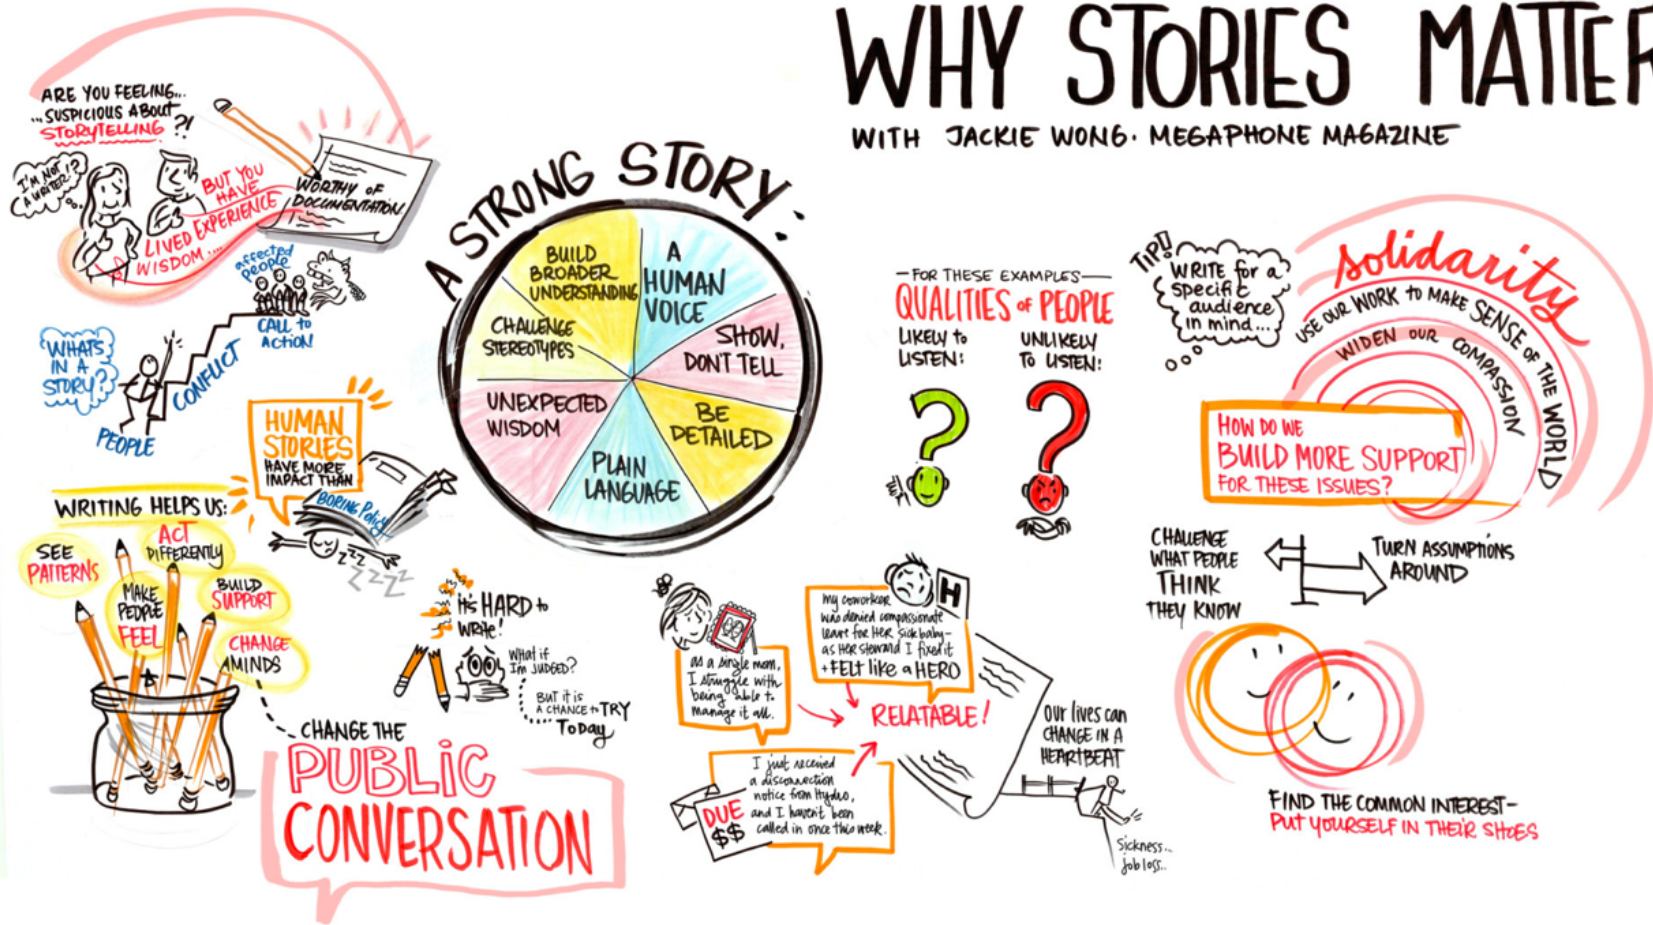 WHY STORIES MATTER
WITH JACKIE WONG. MEGAPHONE MAGAZINE
ARE YOU FEELING...
...SUSPICIOUS ABOUT
STORYTELLING ?!
I'M NOT
A WRITER!?
BUT YOU
HAVE
LIVED EXPERIENCE
WISDOM....
WORTHY OF
DOCUMENTATION.
affected
people
CALL to
ACTION!
WHAT'S
IN A
STORY?
CONFLICT
PEOPLE
HUMAN
STORIES
HAVE MORE
IMPACT THAN
BORING Policy
ZZZZ
ZZZZ
WRITING HELPS US:
SEE
PATTERNS
ACT
DIFFERENTLY
MAKE
PEOPLE
FEEL
BUILD
SUPPORT
CHANGE
MINDS
CHANGE THE
PUBLIC
CONVERSATION
It's HARD to
WRite!
What if
I'm JUDGED?
BUT it is
A CHANCE to TRY
Today
A STRONG STORY:
BUILD
BROADER
UNDERSTANDING
A
HUMAN
VOICE
SHOW,
DON'T TELL
BE
DETAILED
PLAIN
LANGUAGE
UNEXPECTED
WISDOM
CHALLENGE
STEREOTYPES
—FOR THESE EXAMPLES—
QUALITIES of PEOPLE
LIKELY to
LISTEN:
UNLIKELY
TO LISTEN:
?
?
as a single mom,
I struggle with
being able to
manage it all.
H
my coworker
was denied compassionate
leave for HER sick baby-
as HER steward I fixed it
+ FELT like a HERO
RELATABLE!
I just received
a disconnection
notice from Hydro,
and I haven't been
called in once this week.
DUE
$$
OUR lives can
CHANGE IN A
HEARTBEAT
Sickness...
job loss...
TIP!!
WRITE for a
specific
audience
in mind...
solidarity
USE OUR WORK to MAKE SENSE OF THE WORLD
WIDEN OUR COMPASSION
HOW DO WE
BUILD MORE SUPPORT
FOR THESE ISSUES?
CHALLENGE
WHAT PEOPLE
THINK
THEY KNOW
TURN ASSUMPTIONS
AROUND
FIND THE COMMON INTEREST-
PUT YOURSELF IN THEIR SHOES